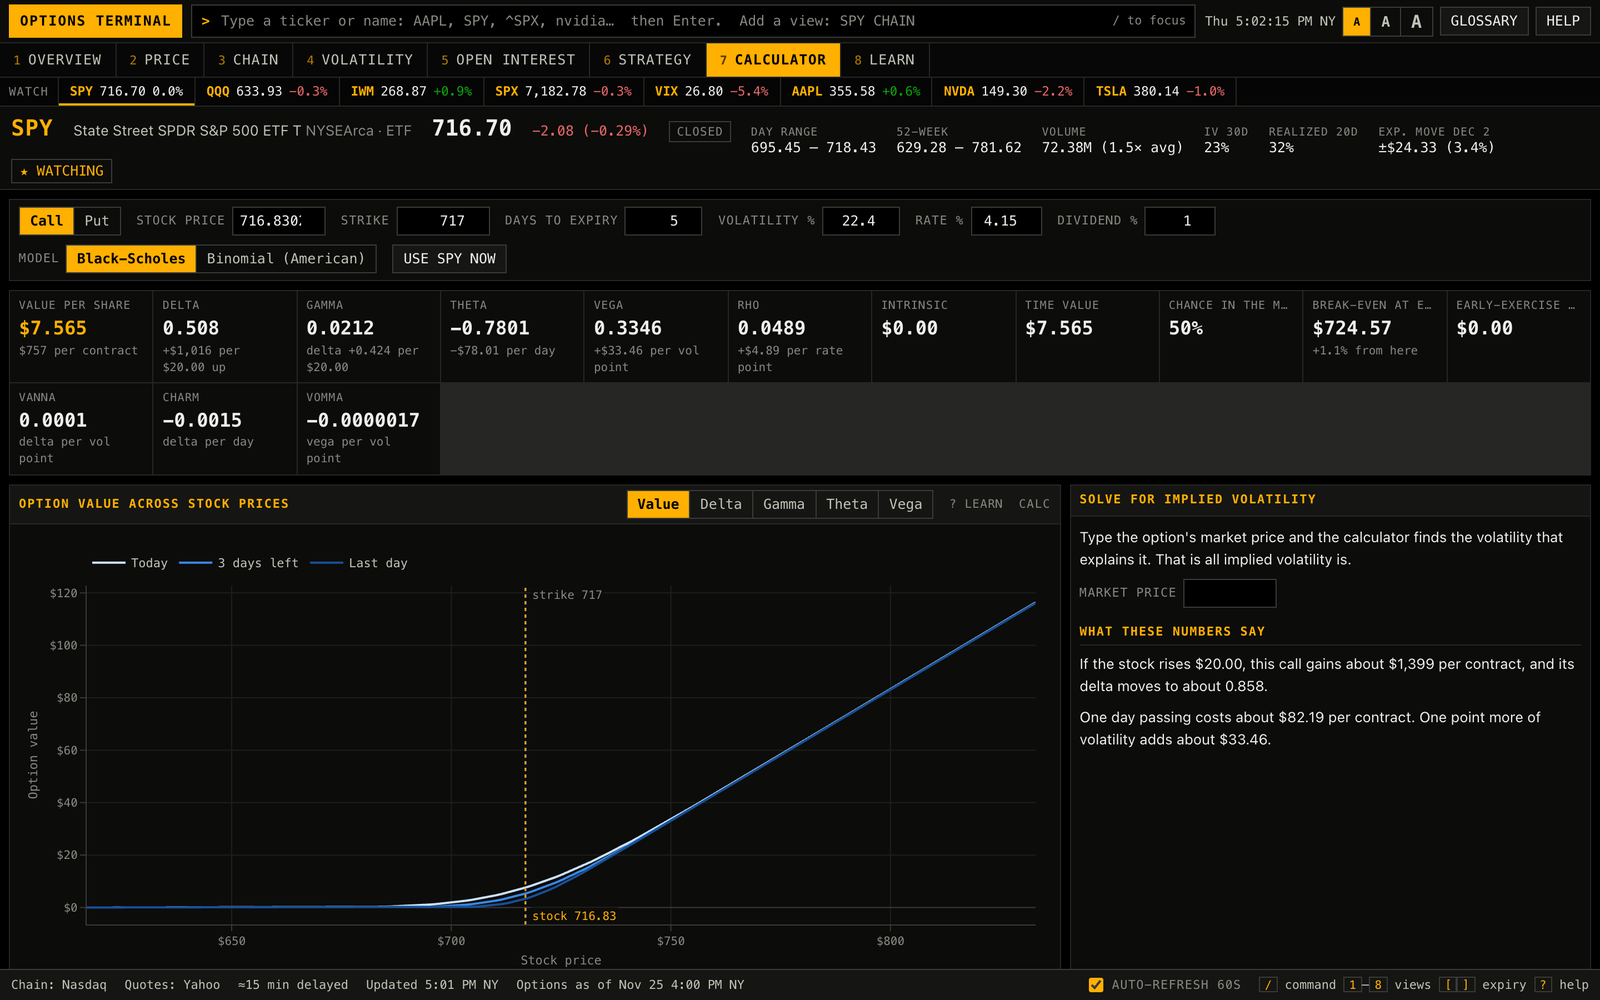 OPTIONS TERMINAL
> Type a ticker or name: AAPL, SPY, ^SPX, nvidia… then Enter. Add a view: SPY CHAIN / to focus
Thu 5:02:15 PM NY A A A GLOSSARY HELP
1 OVERVIEW 2 PRICE 3 CHAIN 4 VOLATILITY 5 OPEN INTEREST 6 STRATEGY 7 CALCULATOR 8 LEARN
WATCH SPY 716.70 0.0% QQQ 633.93 −0.3% IWM 268.87 +0.9% SPX 7,182.78 −0.3% VIX 26.80 −5.4% AAPL 355.58 +0.6% NVDA 149.30 −2.2% TSLA 380.14 −1.0%
SPY State Street SPDR S&P 500 ETF T NYSEArca · ETF 716.70 −2.08 (−0.29%) CLOSED
DAY RANGE 52-WEEK VOLUME IV 30D REALIZED 20D EXP. MOVE DEC 2
695.45 – 718.43 629.28 – 781.62 72.38M (1.5× avg) 23% 32% ±$24.33 (3.4%)
★ WATCHING
Call Put STOCK PRICE 716.830 STRIKE 717 DAYS TO EXPIRY 5 VOLATILITY % 22.4 RATE % 4.15 DIVIDEND % 1
MODEL Black–Scholes Binomial (American) USE SPY NOW
VALUE PER SHARE DELTA GAMMA THETA VEGA RHO INTRINSIC TIME VALUE CHANCE IN THE M… BREAK-EVEN AT E… EARLY-EXERCISE …
$7.565 0.508 0.0212 −0.7801 0.3346 0.0489 $0.00 $7.565 50% $724.57 $0.00
$757 per contract +$1,016 per $20.00 up delta +0.424 per $20.00 −$78.01 per day +$33.46 per vol point +$4.89 per rate point +1.1% from here
VANNA CHARM VOMMA
0.0001 −0.0015 −0.0000017
delta per vol point delta per day vega per vol point
OPTION VALUE ACROSS STOCK PRICES Value Delta Gamma Theta Vega ? LEARN CALC
Today 3 days left Last day
strike 717
$120
$100
$80
$60
$40
$20
$0
Option value
stock 716.83
$650 $700 $750 $800
Stock price
SOLVE FOR IMPLIED VOLATILITY
Type the option's market price and the calculator finds the volatility that
explains it. That is all implied volatility is.
MARKET PRICE
WHAT THESE NUMBERS SAY
If the stock rises $20.00, this call gains about $1,399 per contract, and its
delta moves to about 0.858.
One day passing costs about $82.19 per contract. One point more of
volatility adds about $33.46.
Chain: Nasdaq Quotes: Yahoo ≈15 min delayed Updated 5:01 PM NY Options as of Nov 25 4:00 PM NY AUTO-REFRESH 60S / command 1–8 views [ ] expiry ? help